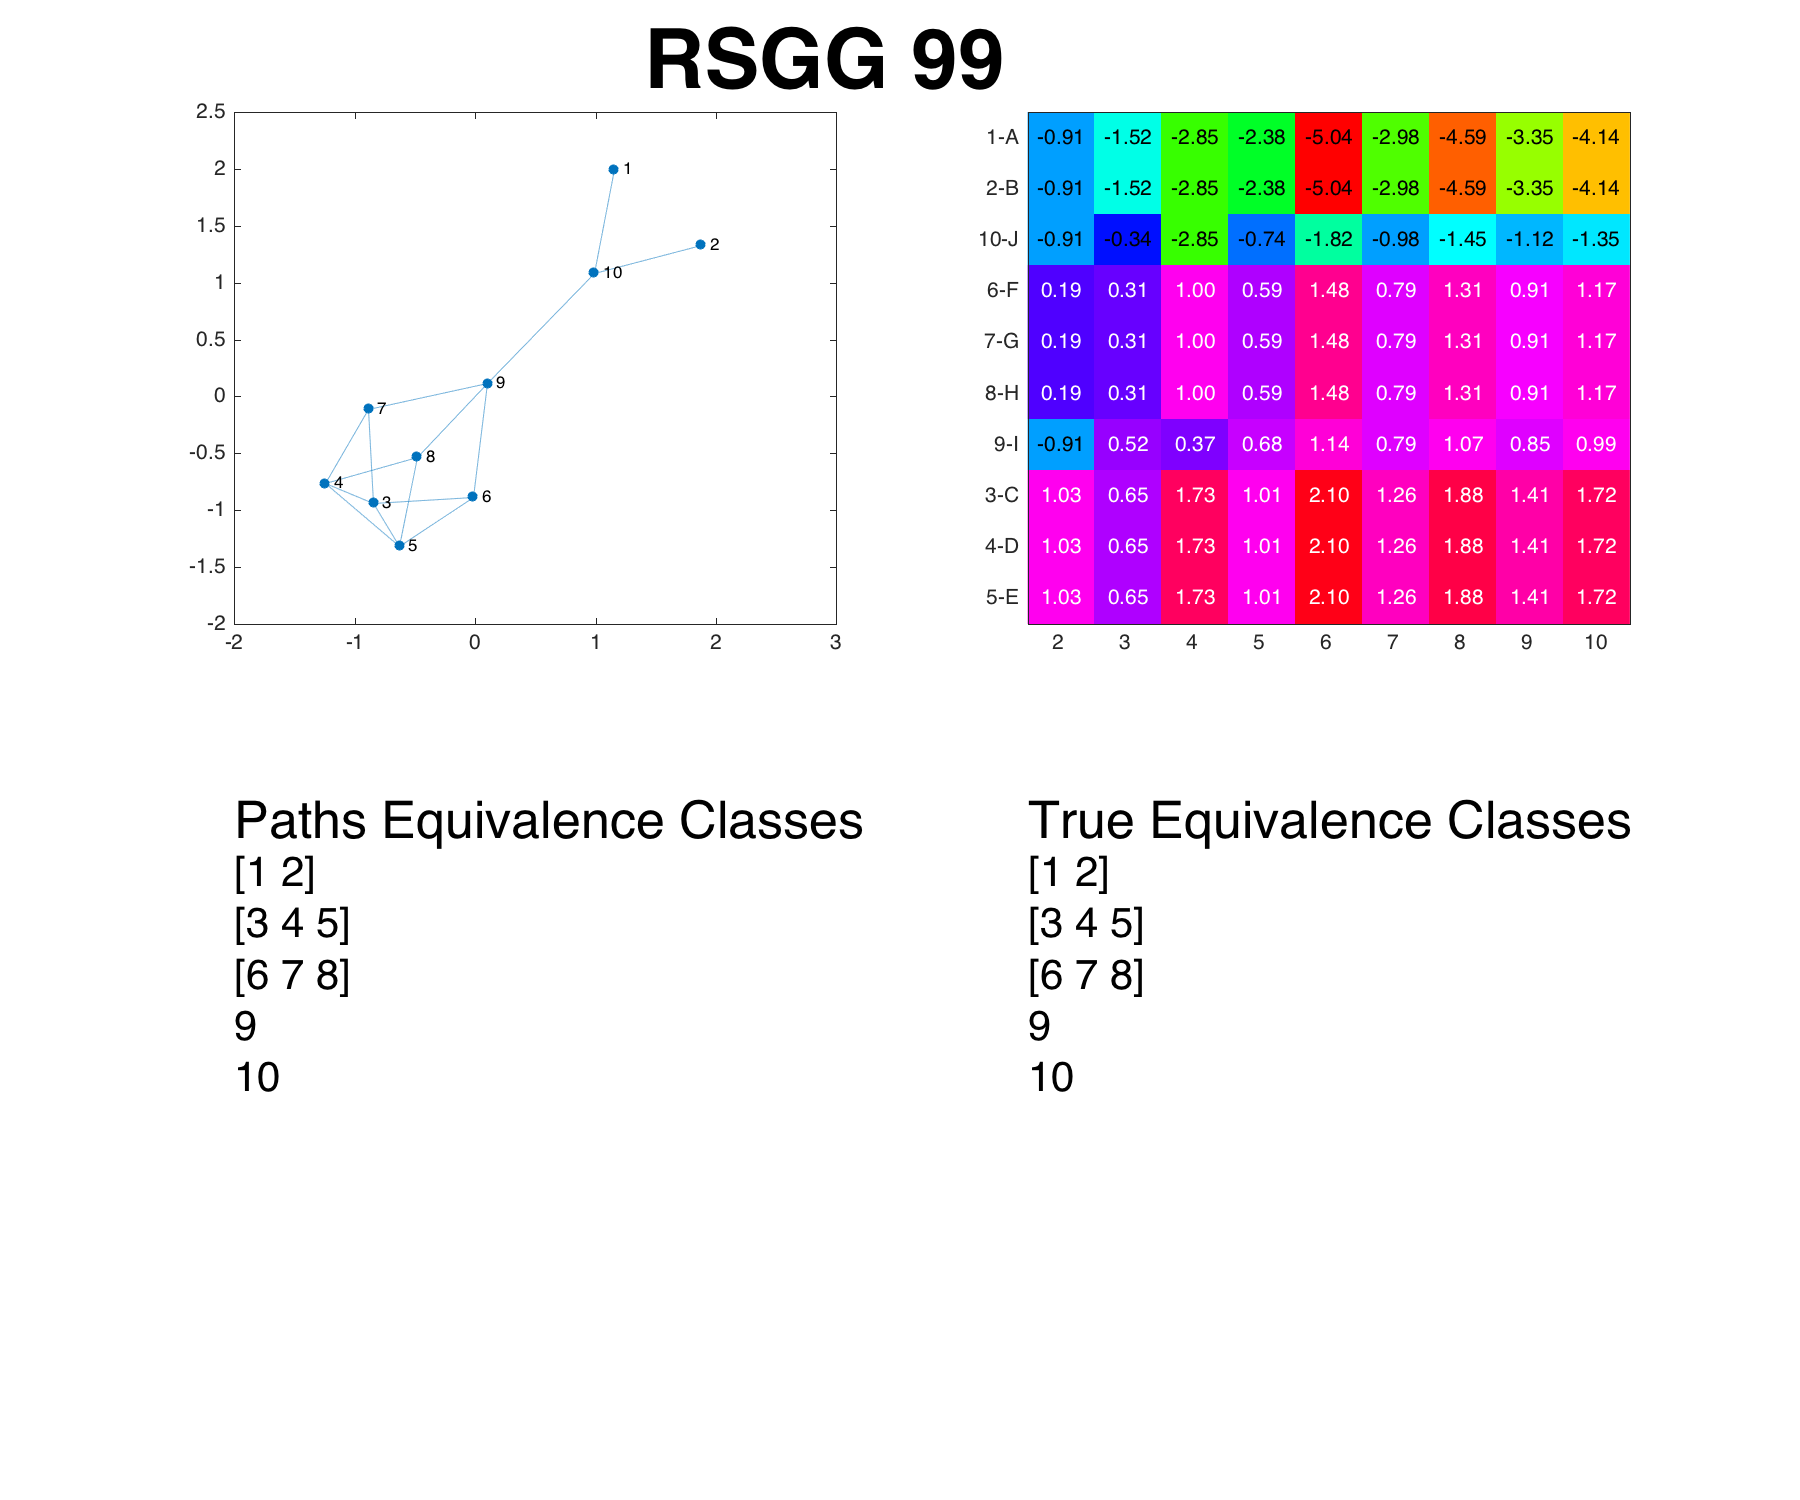 RSGG 99
2.5
2
1.5
1
0.5
0
-0.5
-1
-1.5
-2
-2 -1 0 1 2 3
1
2
10
9
7
8
4
3
6
5
1-A -0.91 -1.52 -2.85 -2.38 -5.04 -2.98 -4.59 -3.35 -4.14
2-B -0.91 -1.52 -2.85 -2.38 -5.04 -2.98 -4.59 -3.35 -4.14
10-J -0.91 -0.34 -2.85 -0.74 -1.82 -0.98 -1.45 -1.12 -1.35
6-F 0.19 0.31 1.00 0.59 1.48 0.79 1.31 0.91 1.17
7-G 0.19 0.31 1.00 0.59 1.48 0.79 1.31 0.91 1.17
8-H 0.19 0.31 1.00 0.59 1.48 0.79 1.31 0.91 1.17
9-I -0.91 0.52 0.37 0.68 1.14 0.79 1.07 0.85 0.99
3-C 1.03 0.65 1.73 1.01 2.10 1.26 1.88 1.41 1.72
4-D 1.03 0.65 1.73 1.01 2.10 1.26 1.88 1.41 1.72
5-E 1.03 0.65 1.73 1.01 2.10 1.26 1.88 1.41 1.72
2 3 4 5 6 7 8 9 10
Paths Equivalence Classes
[1 2]
[3 4 5]
[6 7 8]
9
10
True Equivalence Classes
[1 2]
[3 4 5]
[6 7 8]
9
10